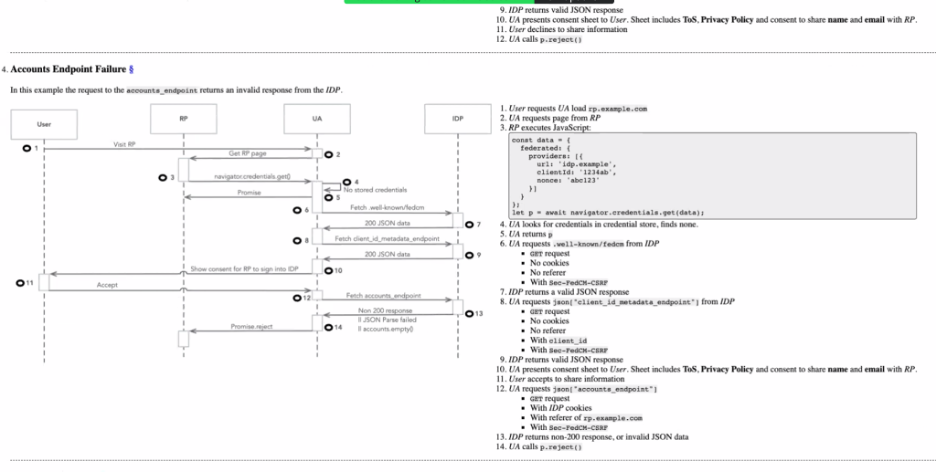 9. IDP returns valid JSON response
10. UA presents consent sheet to User. Sheet includes ToS, Privacy Policy and consent to share name and email with RP.
11. User declines to share information
12. UA calls p.reject()
4. Accounts Endpoint Failure §
In this example the request to the accounts_endpoint returns an invalid response from the IDP.
User
RP
UA
IDP
1
Visit RP
Get RP page
2
3
navigator.credentials.get()
4
No stored credentials
Promise
5
6
Fetch .well-known/fedcm
200 JSON data
7
8
Fetch client_id_metadata_endpoint
200 JSON data
9
Show consent for RP to sign into IDP
10
11
Accept
12
Fetch accounts_endpoint
Non 200 response
|| JSON Parse failed
|| accounts.empty()
13
Promise.reject
14
1. User requests UA load rp.example.com
2. UA requests page from RP
3. RP executes JavaScript:
const data = {
federated: {
providers: [{
url: 'idp.example',
clientId: '1234ab',
nonce: 'abc123'
}]
}
};
let p = await navigator.credentials.get(data);
4. UA looks for credentials in credential store, finds none.
5. UA returns p
6. UA requests .well-known/fedcm from IDP
▪ GET request
▪ No cookies
▪ No referer
▪ With Sec-FedCM-CSRF
7. IDP returns a valid JSON response
8. UA requests json["client_id_metadata_endpoint"] from IDP
▪ GET request
▪ No cookies
▪ No referer
▪ With client_id
▪ With Sec-FedCM-CSRF
9. IDP returns valid JSON response
10. UA presents consent sheet to User. Sheet includes ToS, Privacy Policy and consent to share name and email with RP.
11. User accepts to share information
12. UA requests json["accounts_endpoint"]
▪ GET request
▪ With IDP cookies
▪ With referer of rp.example.com
▪ With Sec-FedCM-CSRF
13. IDP returns non-200 response, or invalid JSON data
14. UA calls p.reject()